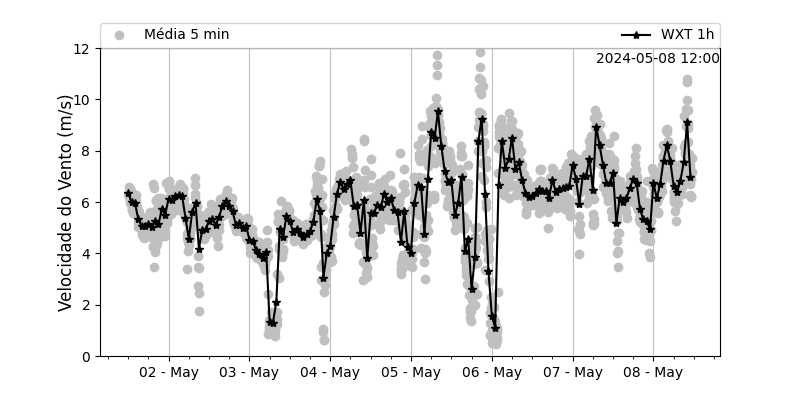 Média 5 min
WXT 1h
2024-05-08 12:00
Velocidade do Vento (m/s)
12
10
8
6
4
2
0
02 - May
03 - May
04 - May
05 - May
06 - May
07 - May
08 - May